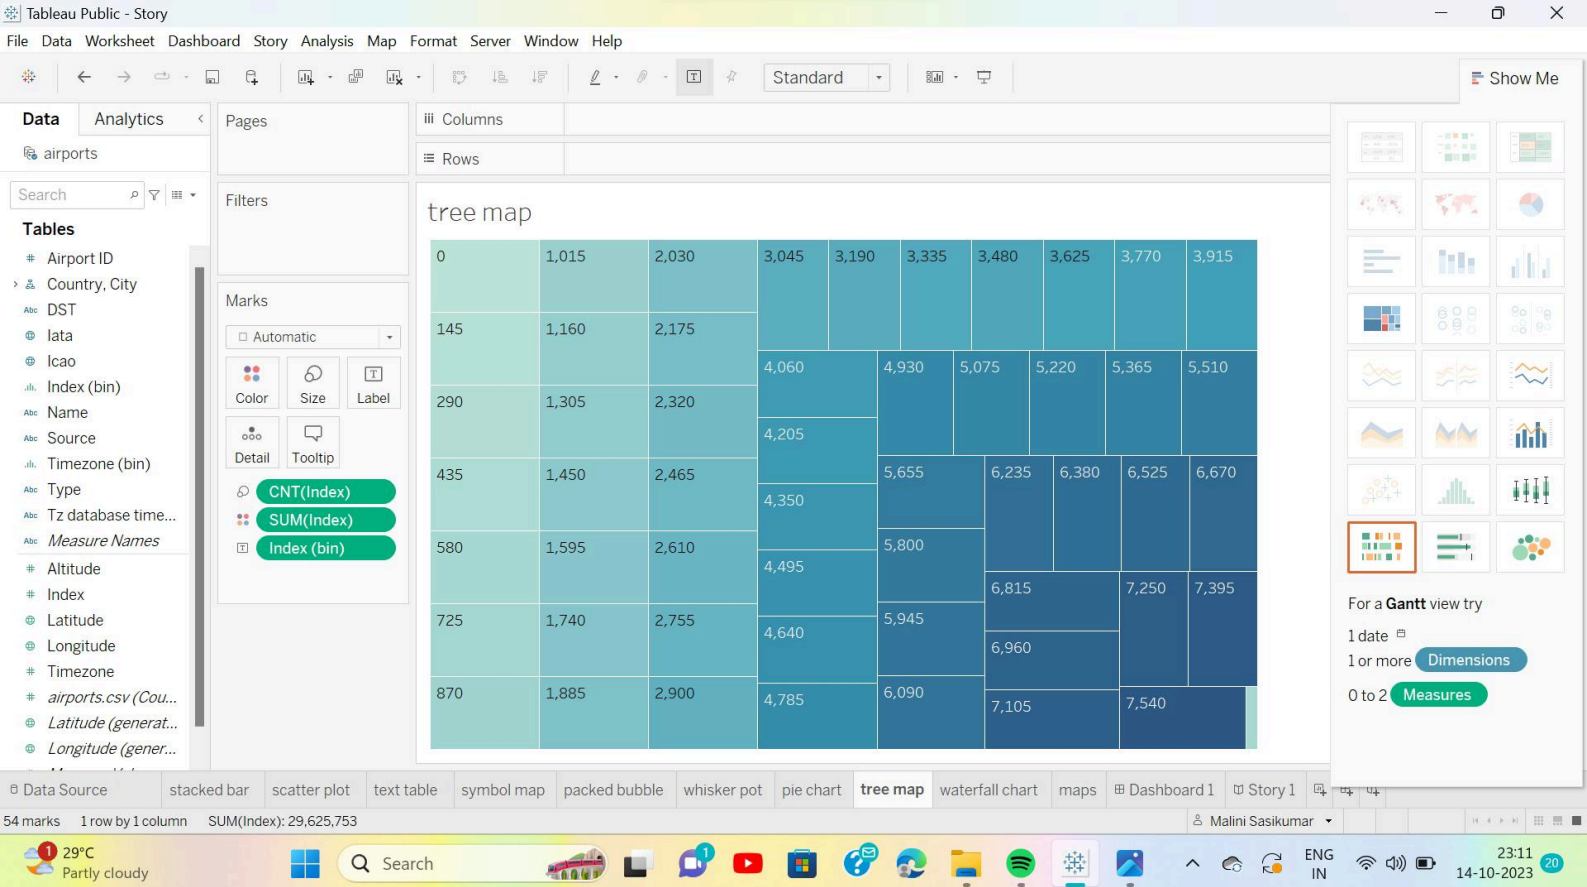 Tableau Public - Story
File Data Worksheet Dashboard Story Analysis Map Format Server Window Help
Standard
Show Me
Data Analytics
airports
Search
Tables
Airport ID
Country, City
Abc DST
Iata
Icao
Index (bin)
Abc Name
Abc Source
Timezone (bin)
Abc Type
Abc Tz database time...
Abc Measure Names
# Altitude
# Index
Latitude
Longitude
# Timezone
# airports.csv (Cou...
Latitude (generat...
Longitude (gener...
Pages
Filters
Marks
Automatic
Color Size Label
Detail Tooltip
CNT(Index)
SUM(Index)
Index (bin)
Columns
Rows
tree map
0 1,015 2,030 3,045 3,190 3,335 3,480 3,625 3,770 3,915
145 1,160 2,175
4,060 4,930 5,075 5,220 5,365 5,510
290 1,305 2,320
4,205
435 1,450 2,465 5,655 6,235 6,380 6,525 6,670
4,350
580 1,595 2,610 5,800
4,495
6,815 7,250 7,395
725 1,740 2,755 5,945
4,640
6,960
870 1,885 2,900 6,090
4,785
7,105 7,540
For a Gantt view try
1 date
1 or more Dimensions
0 to 2 Measures
Data Source stacked bar scatter plot text table symbol map packed bubble whisker pot pie chart tree map waterfall chart maps Dashboard 1 Story 1
54 marks 1 row by 1 column SUM(Index): 29,625,753 Malini Sasikumar
1 29°C
Partly cloudy
Search
1
ENG
IN
23:11
14-10-2023
20